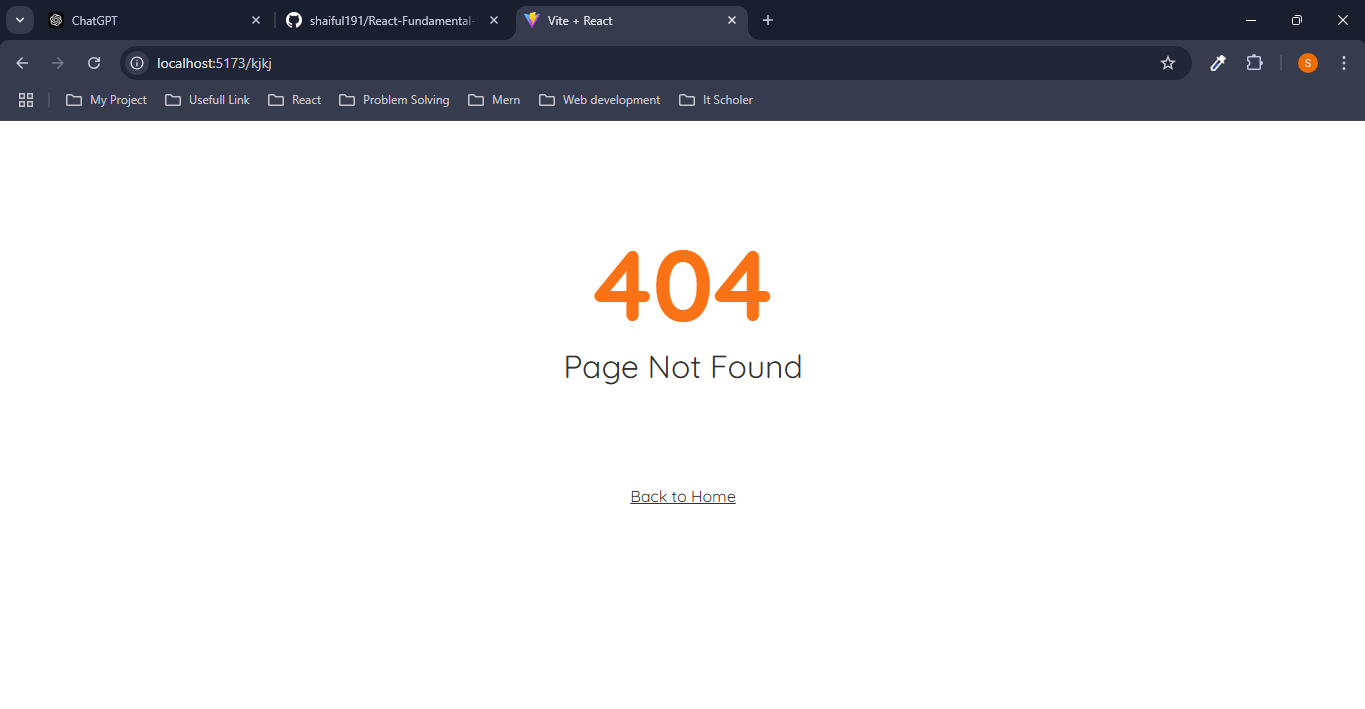 ChatGPT
shaiful191/React-Fundamental-
Vite + React
localhost:5173/kjkj
S
My Project
Usefull Link
React
Problem Solving
Mern
Web development
It Scholer
404
Page Not Found
Back to Home